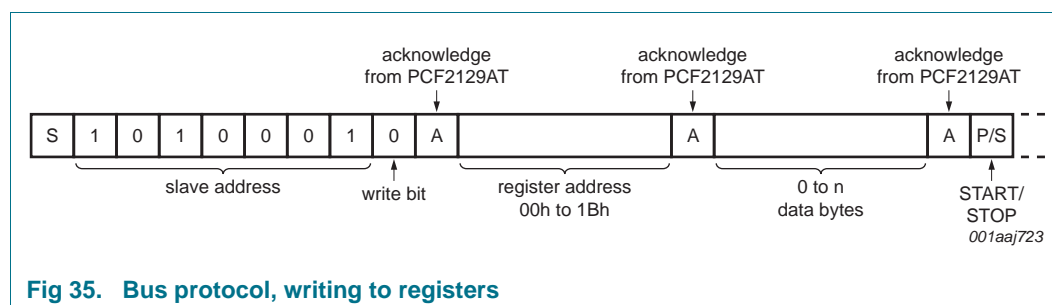 acknowledge
from PCF2129AT
acknowledge
from PCF2129AT
acknowledge
from PCF2129AT
S 1 0 1 0 0 0 1 0 A A A P/S
slave address
write bit
register address
00h to 1Bh
0 to n
data bytes
START/
STOP
001aaj723
Fig 35. Bus protocol, writing to registers